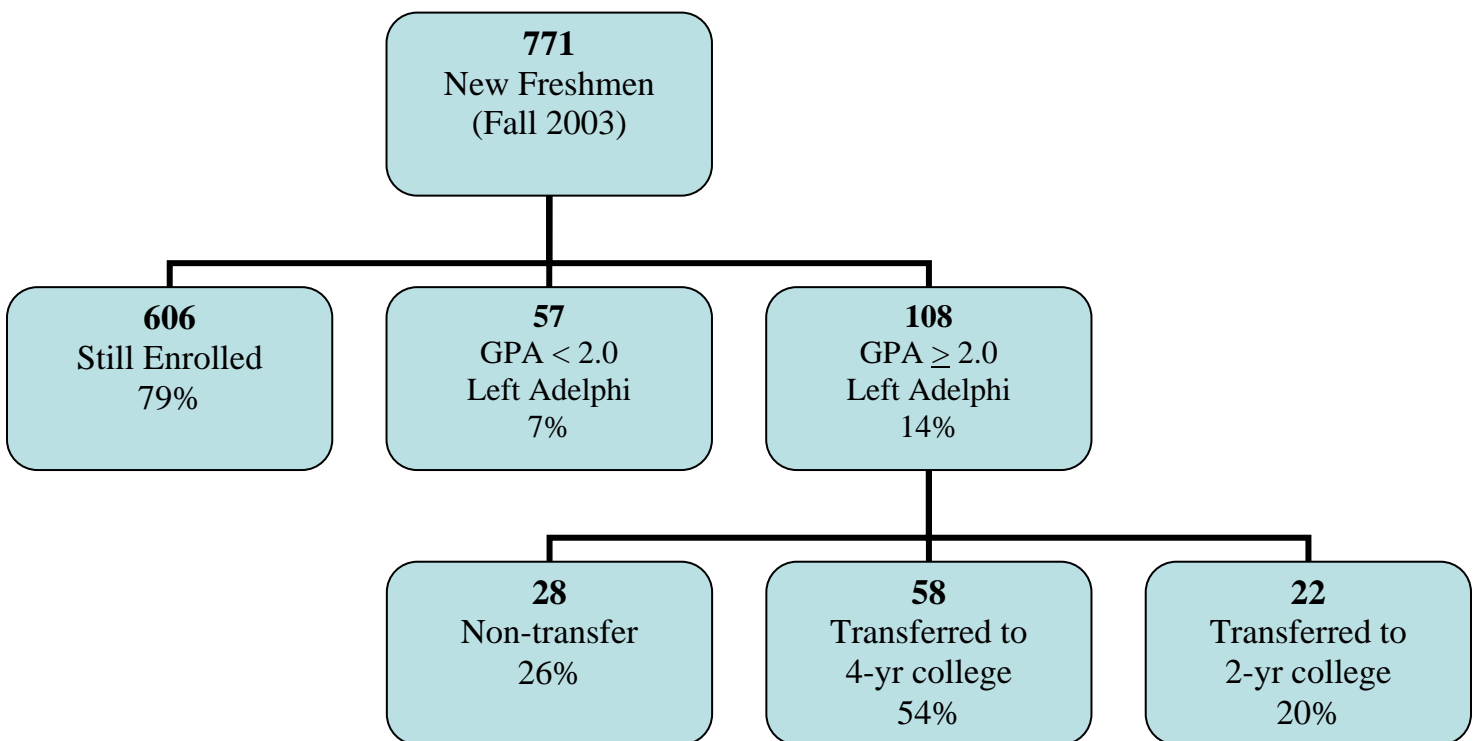 771
New Freshmen
(Fall 2003)
606
Still Enrolled
79%
57
GPA < 2.0
Left Adelphi
7%
108
GPA ≥ 2.0
Left Adelphi
14%
28
Non-transfer
26%
58
Transferred to
4-yr college
54%
22
Transferred to
2-yr college
20%